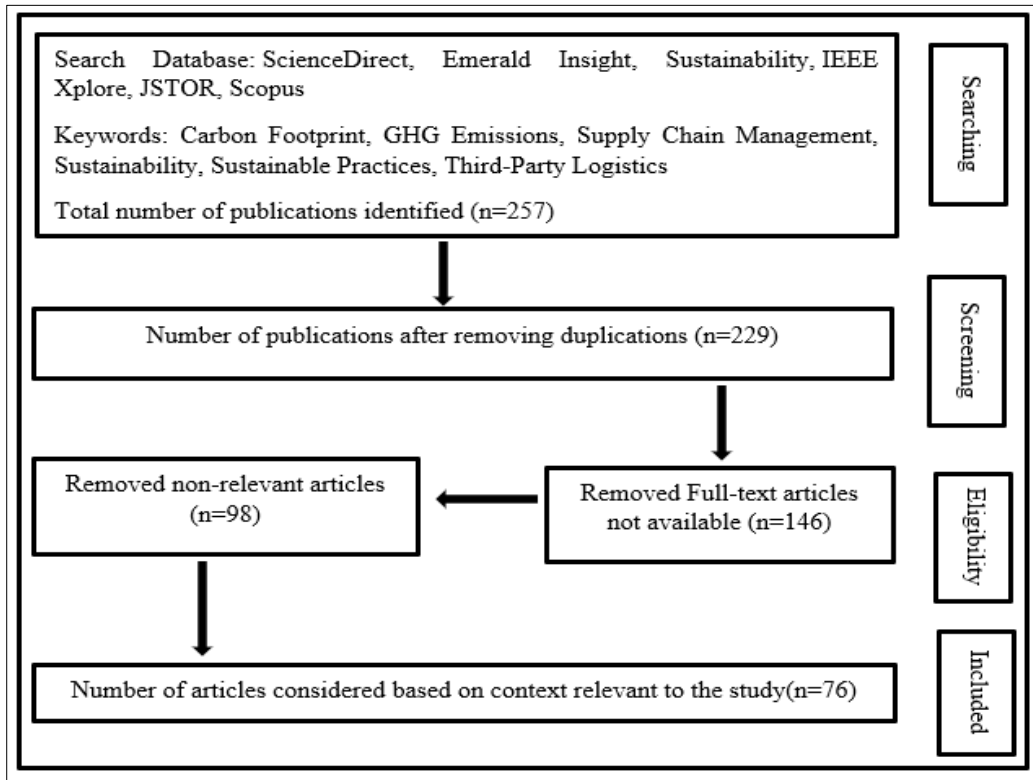 Search Database: ScienceDirect, Emerald Insight, Sustainability, IEEE
Xplore, JSTOR, Scopus
Keywords: Carbon Footprint, GHG Emissions, Supply Chain Management,
Sustainability, Sustainable Practices, Third-Party Logistics
Total number of publications identified (n=257)
Searching
Number of publications after removing duplications (n=229)
Screening
Removed non-relevant articles
(n=98)
Removed Full-text articles
not available (n=146)
Eligibility
Number of articles considered based on context relevant to the study(n=76)
Included